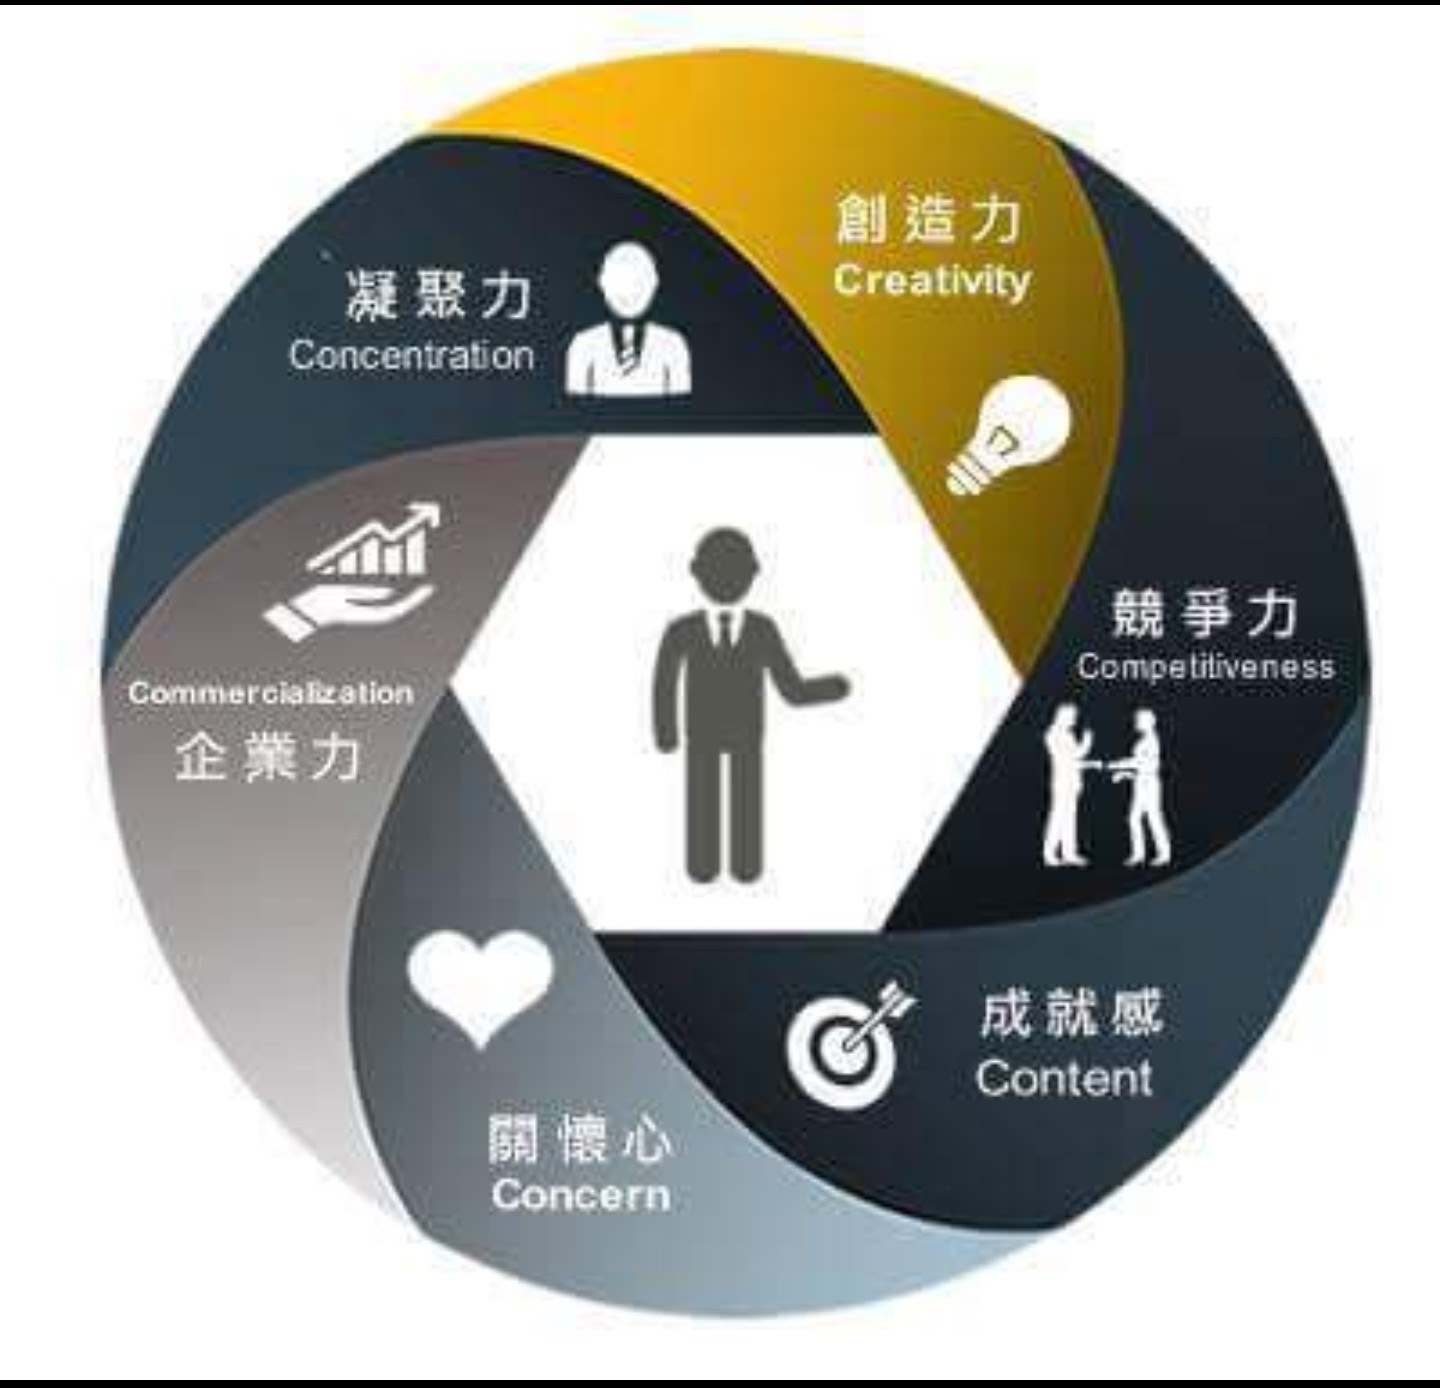 創造力
Creativity
凝聚力
Concentration
競爭力
Competitiveness
Commercialization
企業力
成就感
Content
關懷心
Concern